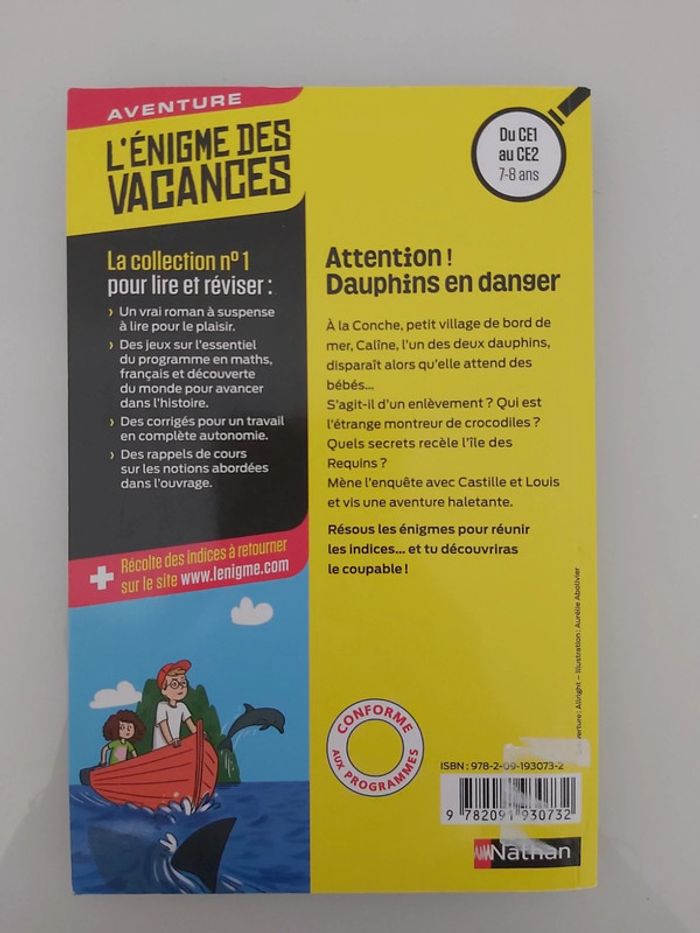 AVENTURE
L'ÉNIGME DES
VACANCES
Du CE1
au CE2
7-8 ans
La collection n° 1
pour lire et réviser :
› Un vrai roman à suspense
à lire pour le plaisir.
› Des jeux sur l'essentiel
du programme en maths,
français et découverte
du monde pour avancer
dans l'histoire.
› Des corrigés pour un travail
en complète autonomie.
› Des rappels de cours
sur les notions abordées
dans l'ouvrage.
+ Récolte des indices à retourner
sur le site www.lenigme.com
Attention !
Dauphins en danger
À la Conche, petit village de bord de
mer, Calîne, l'un des deux dauphins,
disparaît alors qu'elle attend des
bébés...
S'agit-il d'un enlèvement ? Qui est
l'étrange montreur de crocodiles ?
Quels secrets recèle l'île des
Requins ?
Mène l'enquête avec Castille et Louis
et vis une aventure haletante.
Résous les énigmes pour réunir
les indices... et tu découvriras
le coupable !
CONFORME
AUX PROGRAMMES
: Allright – Illustration : Aurélie Abolivier
ISBN : 978-2-09-193073-2
9 782091 930732
Nathan